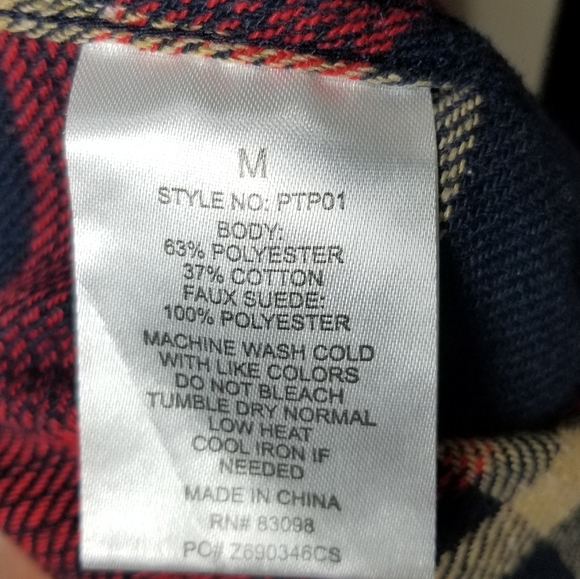 M
STYLE NO: PTP01
BODY:
63% POLYESTER
37% COTTON
FAUX SUEDE:
100% POLYESTER
MACHINE WASH COLD
WITH LIKE COLORS
DO NOT BLEACH
TUMBLE DRY NORMAL
LOW HEAT
COOL IRON IF
NEEDED
MADE IN CHINA
RN# 83098
PO# Z690346CS